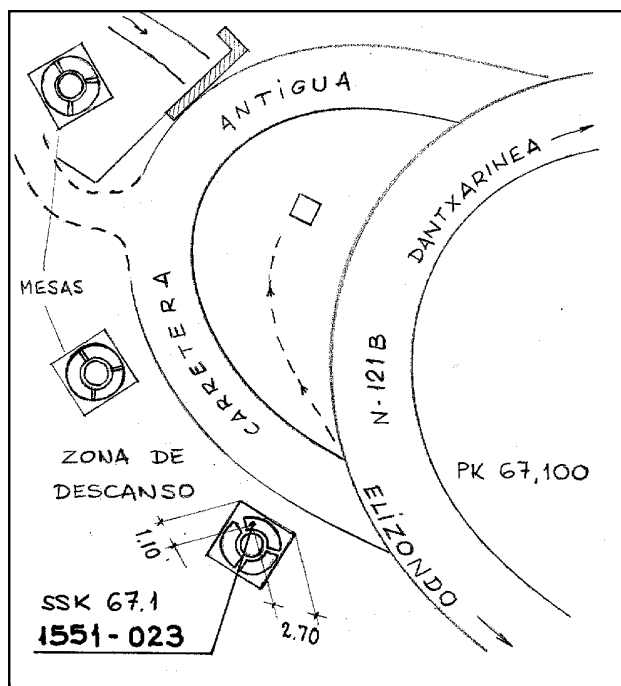 ANTÍGUA
DANTXARINEA
MESAS
CARRETERA
N-121B
ZONA DE
DESCANSO
PK 67,100
ELIZONDO
1.10
SSK 67.1
1551-023
2.70